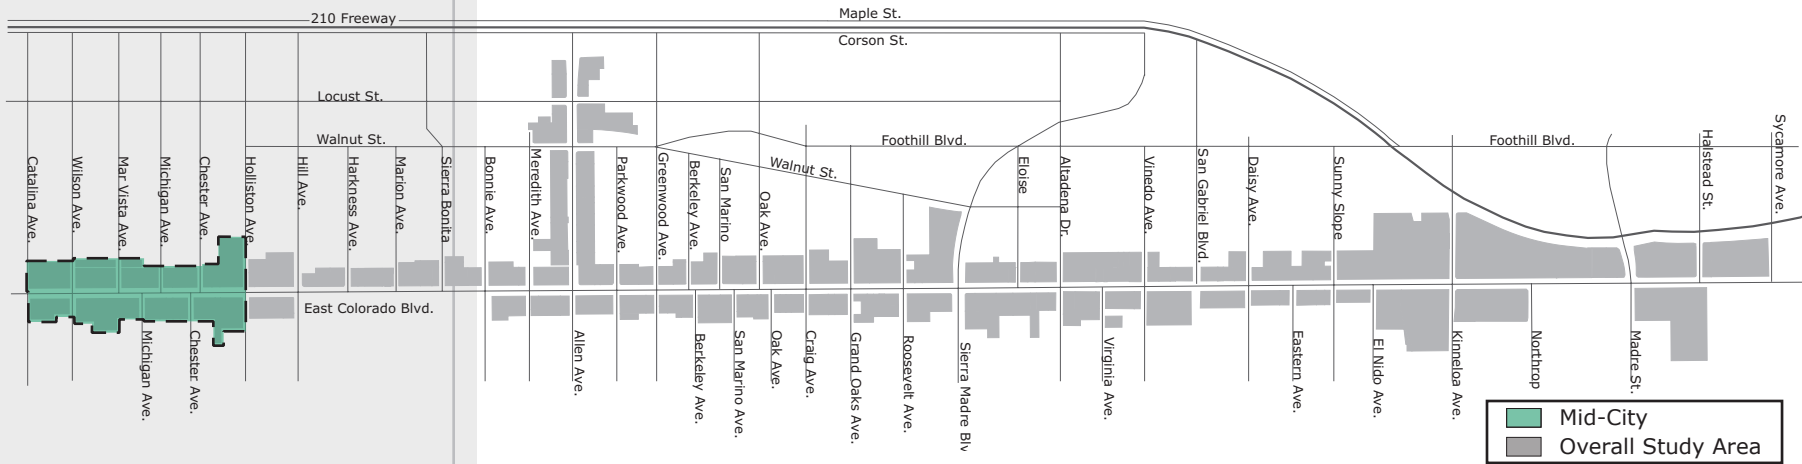 210 Freeway
Maple St.
Corson St.
Locust St.
Walnut St.
Foothill Blvd.
Foothill Blvd.
Walnut St.
Catalina Ave.
Wilson Ave.
Mar Vista Ave.
Michigan Ave.
Chester Ave.
Holliston Ave.
Hill Ave.
Harkness Ave.
Marion Ave.
Sierra Bonita
Bonnie Ave.
Meredith Ave.
Parkwood Ave.
Greenwood Ave.
Berkeley Ave.
San Marino
Oak Ave.
Eloise
Altadena Dr.
Vinedo Ave.
San Gabriel Blvd.
Daisy Ave.
Sunny Slope
Halstead St.
Sycamore Ave.
East Colorado Blvd.
Michigan Ave.
Chester Ave.
Allen Ave.
Berkeley Ave.
San Marino Ave.
Oak Ave.
Craig Ave.
Grand Oaks Ave.
Roosevelt Ave.
Sierra Madre Blv
Virginia Ave.
Eastern Ave.
El Nido Ave.
Kinneloa Ave.
Northrop
Madre St.
Mid-City
Overall Study Area